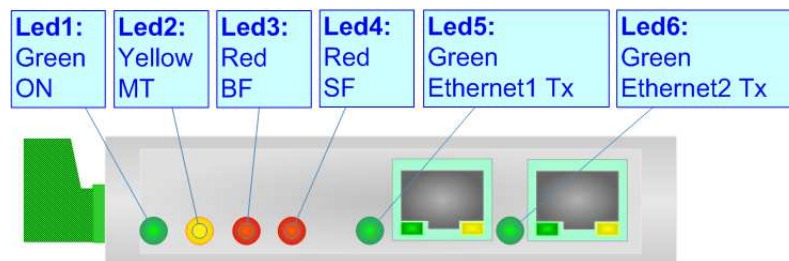 Led1:
Green
ON
Led2:
Yellow
MT
Led3:
Red
BF
Led4:
Red
SF
Led5:
Green
Ethernet1 Tx
Led6:
Green
Ethernet2 Tx